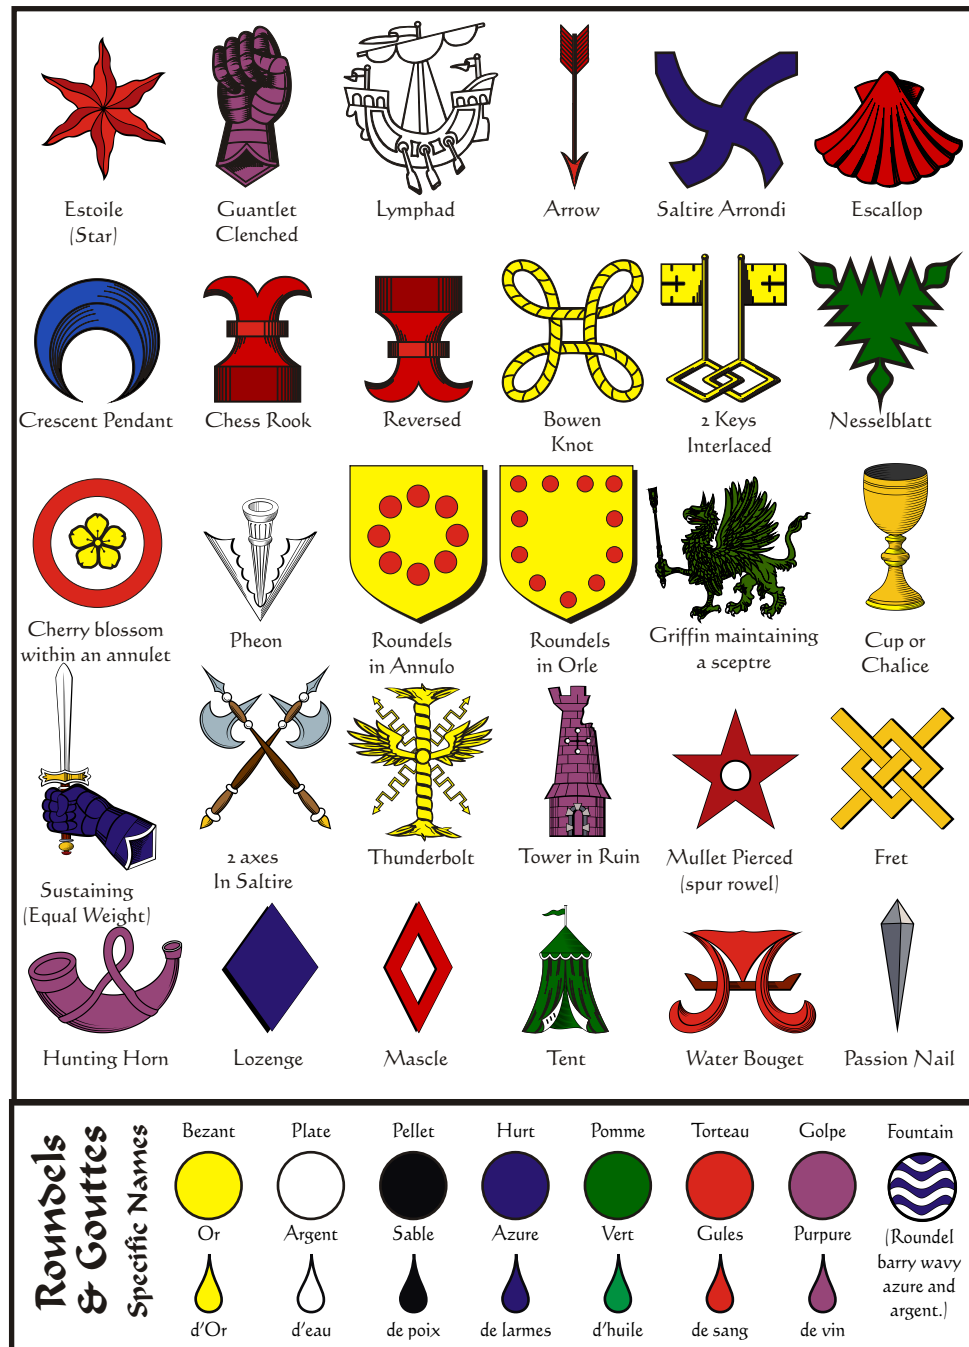 Estoile
(Star)
Guantlet
Clenched
Lymphad
Arrow
Saltire Arrondi
Escallop
Crescent Pendant
Chess Rook
Reversed
Bowen
Knot
2 Keys
Interlaced
Nesselblatt
Cherry blossom
within an annulet
Pheon
Roundels
in Annulo
Roundels
in Orle
Griffin maintaining
a sceptre
Cup or
Chalice
Sustaining
(Equal Weight)
2 axes
In Saltire
Thunderbolt
Tower in Ruin
Mullet Pierced
(spur rowel)
Fret
Hunting Horn
Lozenge
Mascle
Tent
Water Bouget
Passion Nail
Roundels
& Gouttes
Specific Names
Bezant
Plate
Pellet
Hurt
Pomme
Torteau
Golpe
Fountain
Or
Argent
Sable
Azure
Vert
Gules
Purpure
(Roundel
barry wavy
azure and
argent.)
d'Or
d'eau
de poix
de larmes
d'huile
de sang
de vin